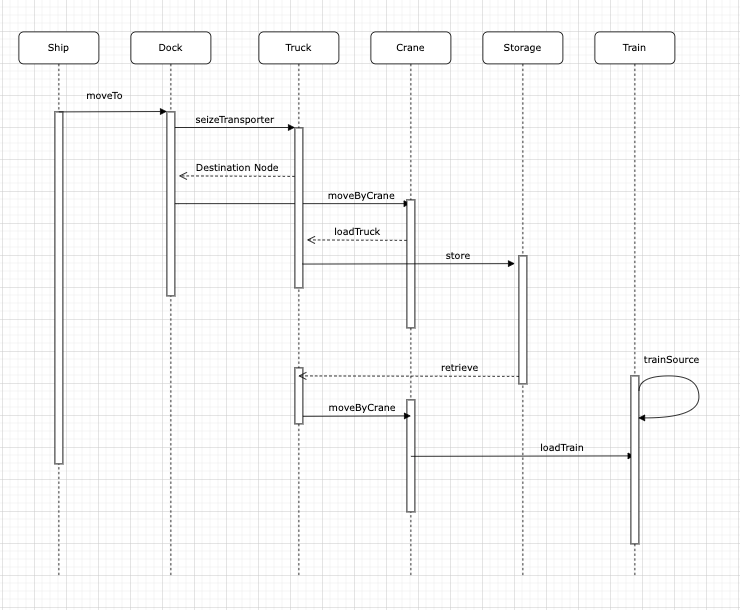 Ship
Dock
Truck
Crane
Storage
Train
moveTo
seizeTransporter
Destination Node
moveByCrane
loadTruck
store
trainSource
retrieve
moveByCrane
loadTrain